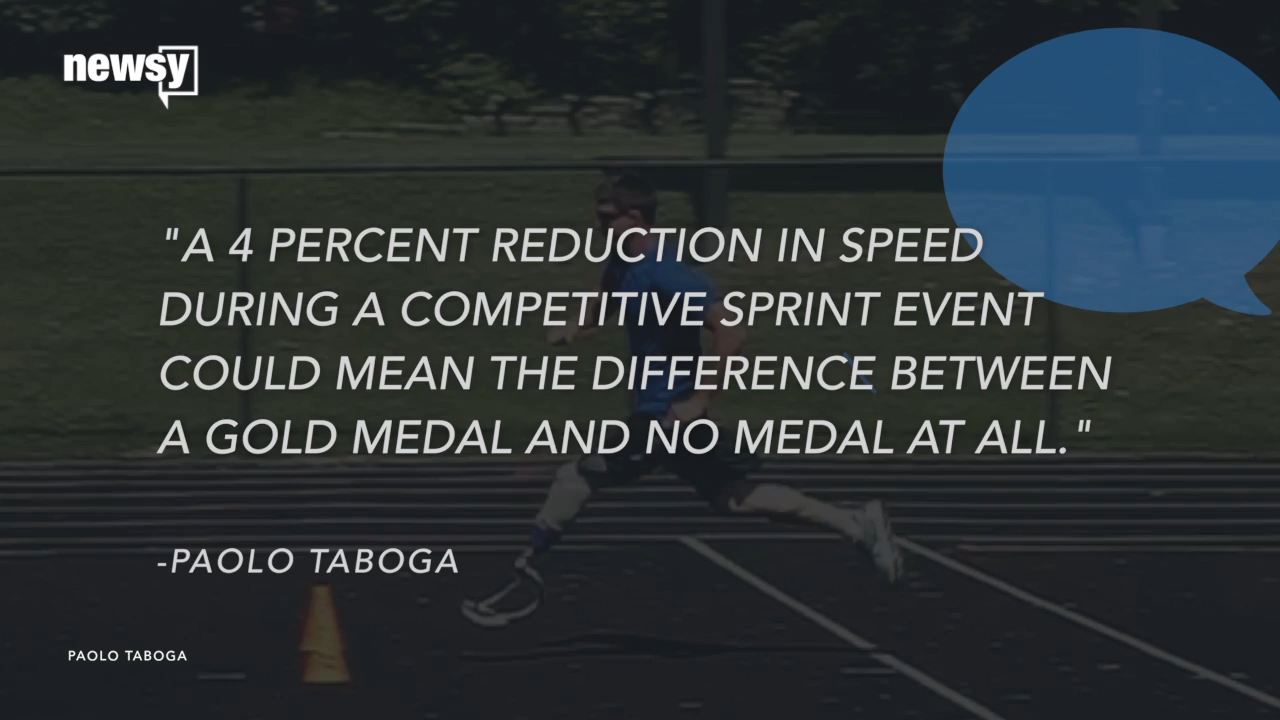 newsy
"A 4 PERCENT REDUCTION IN SPEED
DURING A COMPETITIVE SPRINT EVENT
COULD MEAN THE DIFFERENCE BETWEEN
A GOLD MEDAL AND NO MEDAL AT ALL."
-PAOLO TABOGA
PAOLO TABOGA